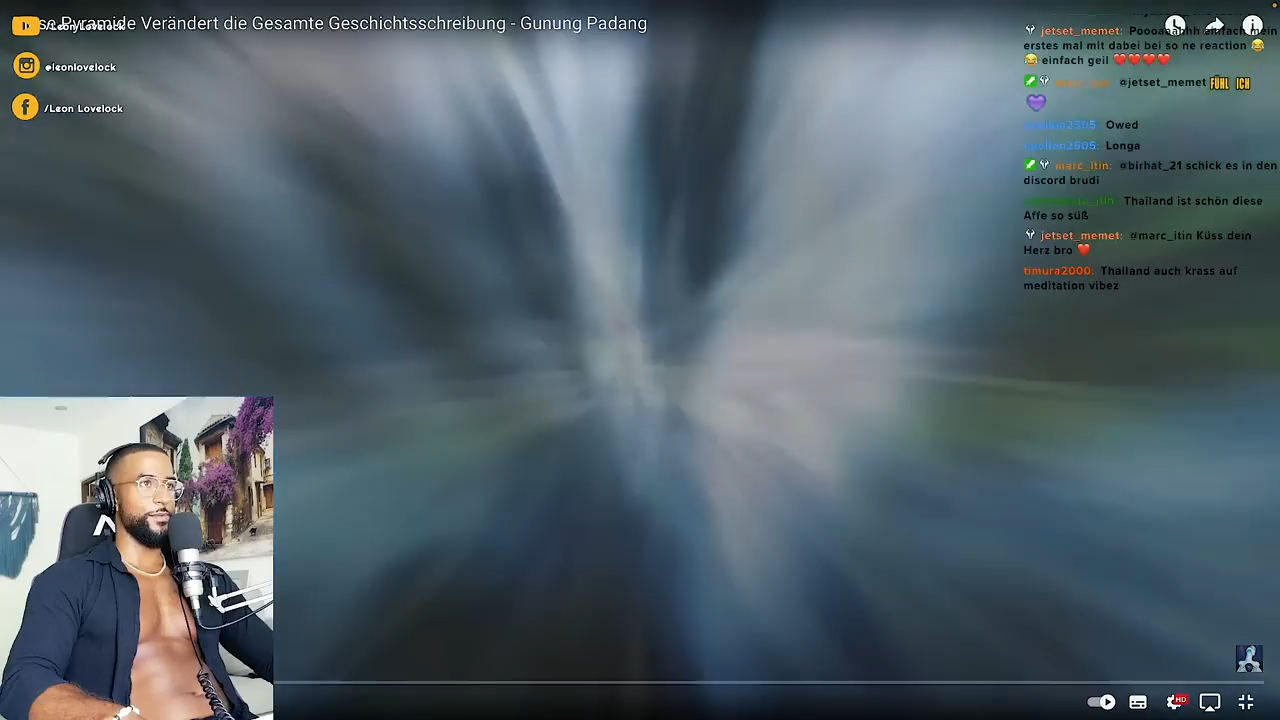 Pyramide Verändert die Gesamte Geschichtsschreibung - Gunung Padang
/Leon Lovelock
@leonlovelock
/Leon Lovelock
jetset_memet: Poooaaahhh einfach mein
erstes mal mit dabei bei so ne reaction 😂
😂 einfach geil ❤️❤️❤️❤️
@jetset_memet FÜHL ICH
💜
Owed
Longa
marc_itin: @birhat_21 schick es in den
discord brudi
Thailand ist schön diese
Affe so süß
jetset_memet: @marc_itin Küss dein
Herz bro ❤️
timura2000: Thailand auch krass auf
meditation vibez
HD